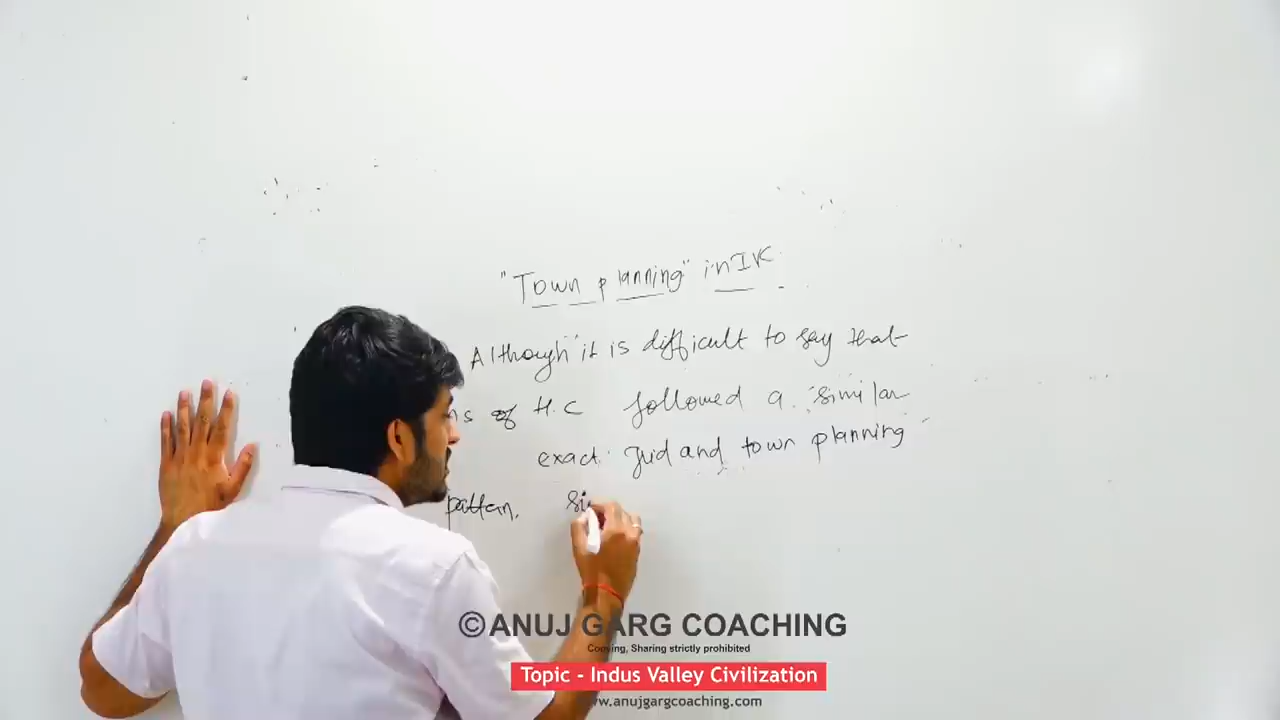 "Town planning" in IVC
Although it is difficult to say that
ns of H.C followed a similar
exact grid and town planning
pattern. si
©ANUJ GARG COACHING
Copying, Sharing strictly prohibited
Topic - Indus Valley Civilization
www.anujgargcoaching.com